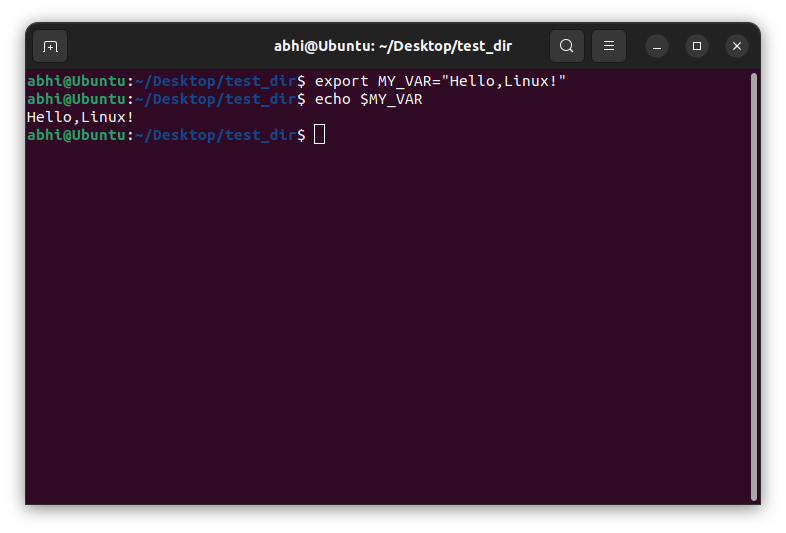 abhi@Ubuntu: ~/Desktop/test_dir
abhi@Ubuntu:~/Desktop/test_dir$ export MY_VAR="Hello,Linux!"
abhi@Ubuntu:~/Desktop/test_dir$ echo $MY_VAR
Hello,Linux!
abhi@Ubuntu:~/Desktop/test_dir$